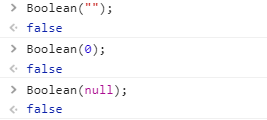 > Boolean("");
< false
> Boolean(0);
< false
> Boolean(null);
< false